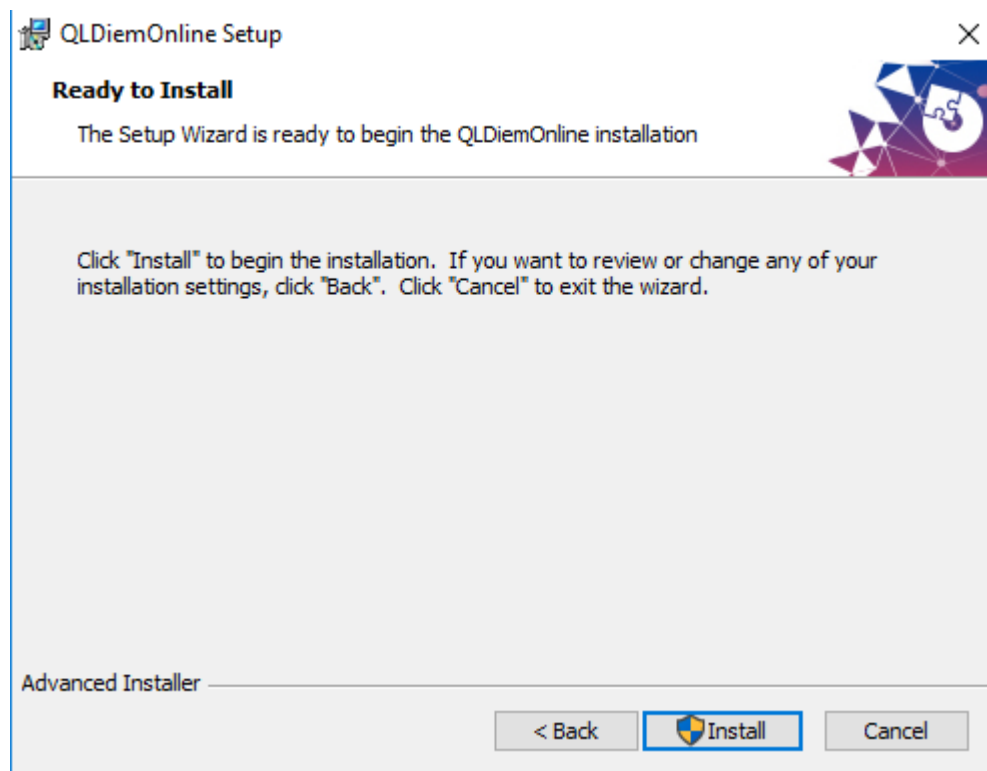 QLDiemOnline Setup
Ready to Install
The Setup Wizard is ready to begin the QLDiemOnline installation
Click "Install" to begin the installation.  If you want to review or change any of your
installation settings, click "Back".  Click "Cancel" to exit the wizard.
Advanced Installer
< Back
Install
Cancel